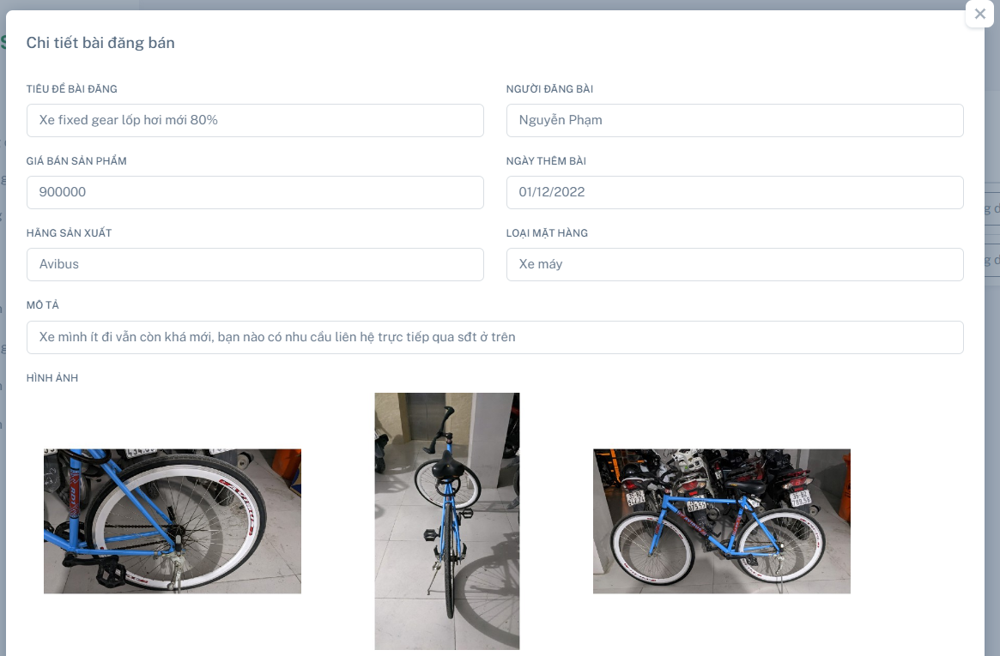 Chi tiết bài đăng bán
TIÊU ĐỀ BÀI ĐĂNG
NGƯỜI ĐĂNG BÀI
Xe fixed gear lốp hơi mới 80%
Nguyễn Phạm
GIÁ BÁN SẢN PHẨM
NGÀY THÊM BÀI
900000
01/12/2022
HÃNG SẢN XUẤT
LOẠI MẶT HÀNG
Avibus
Xe máy
MÔ TẢ
Xe mình ít đi vẫn còn khá mới, bạn nào có nhu cầu liên hệ trực tiếp qua sđt ở trên
HÌNH ẢNH